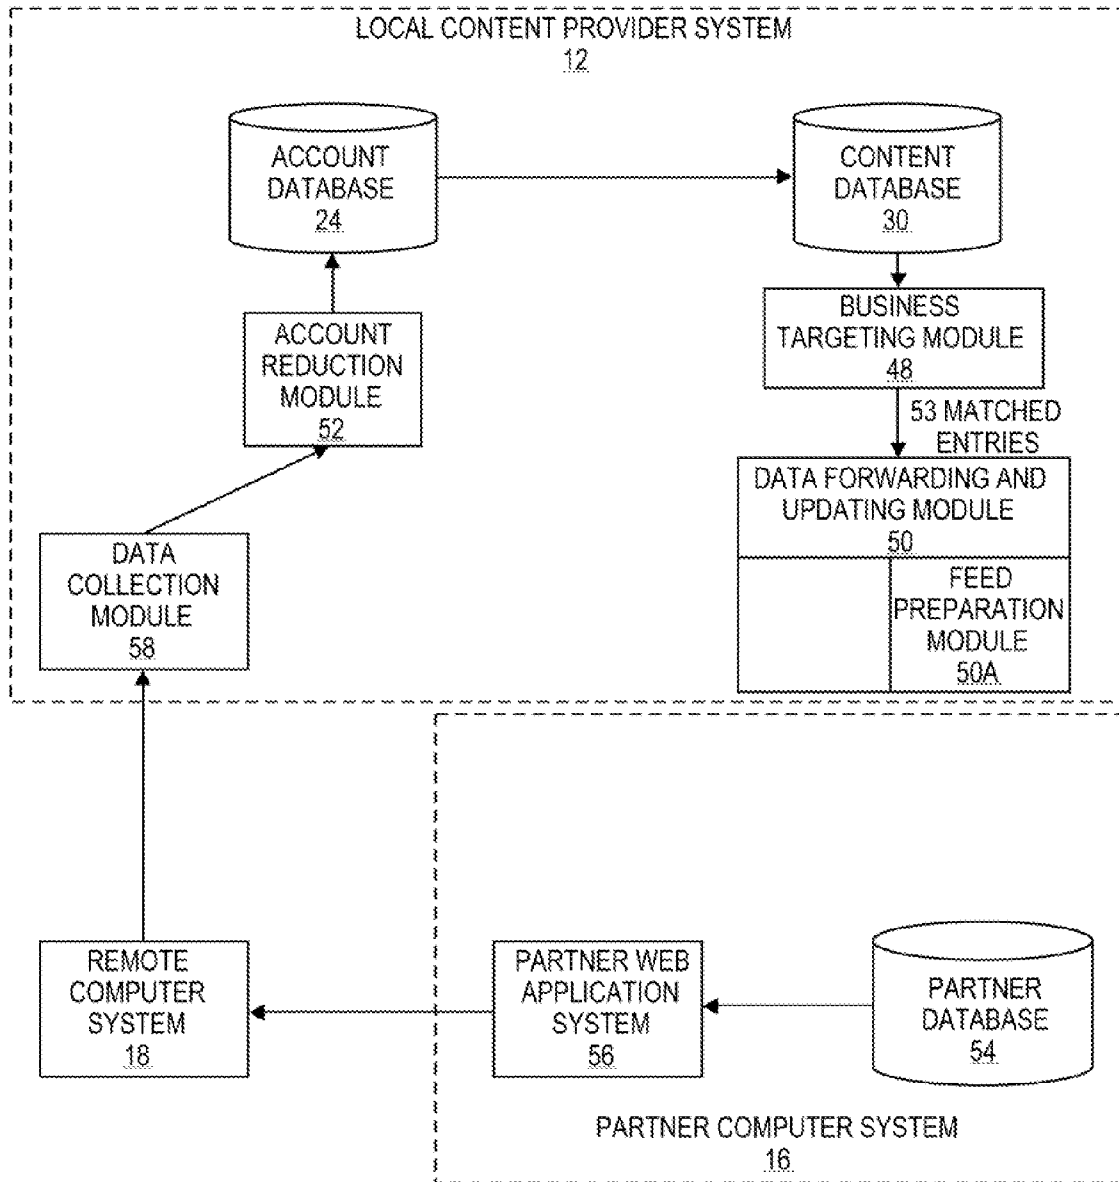 LOCAL CONTENT PROVIDER SYSTEM
12
ACCOUNT
DATABASE
24
CONTENT
DATABASE
30
ACCOUNT
REDUCTION
MODULE
52
BUSINESS
TARGETING MODULE
48
53 MATCHED
ENTRIES
DATA FORWARDING AND
UPDATING MODULE
50
FEED
PREPARATION
MODULE
50A
DATA
COLLECTION
MODULE
58
REMOTE
COMPUTER
SYSTEM
18
PARTNER WEB
APPLICATION
SYSTEM
56
PARTNER
DATABASE
54
PARTNER COMPUTER SYSTEM
16